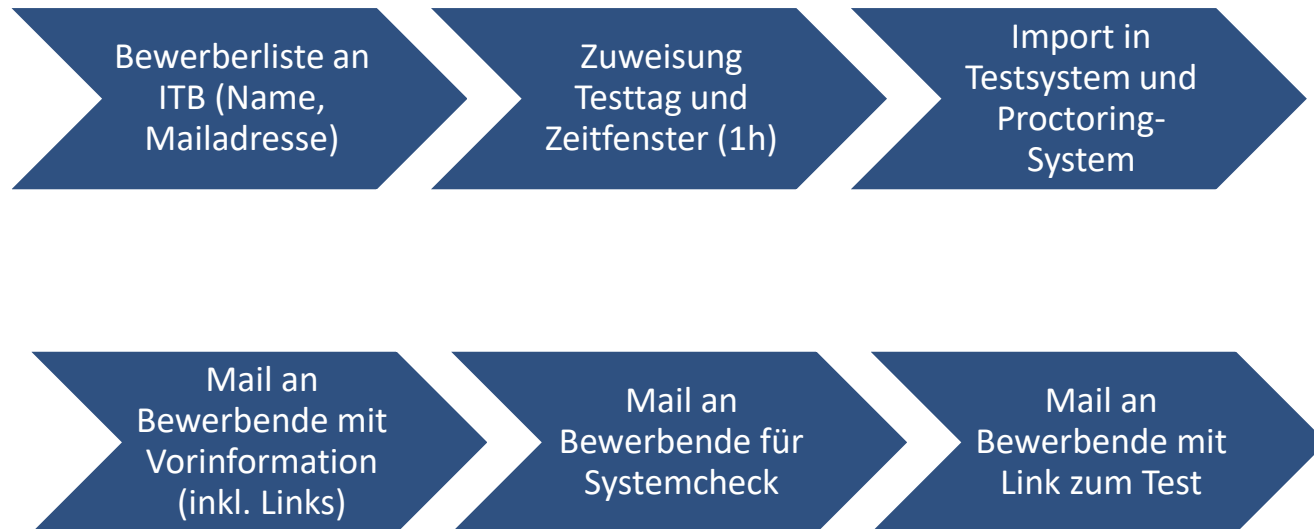 Bewerberliste an
ITB (Name,
Mailadresse)
Zuweisung
Testtag und
Zeitfenster (1h)
Import in
Testsystem und
Proctoring-
System
Mail an
Bewerbende mit
Vorinformation
(inkl. Links)
Mail an
Bewerbende für
Systemcheck
Mail an
Bewerbende mit
Link zum Test